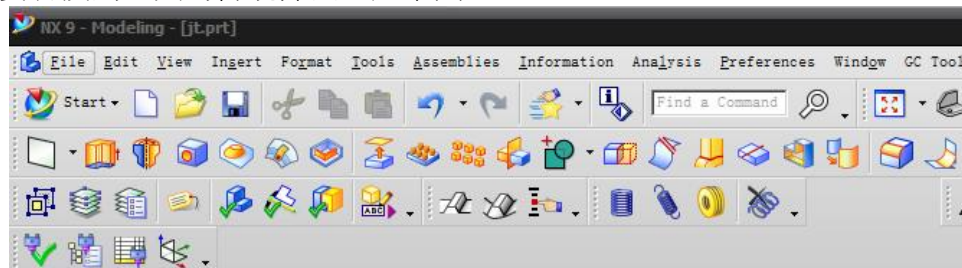 NX 9 - Modeling - [jt.prt]
File Edit View Insert Format Tools Assemblies Information Analysis Preferences Window GC Tool
Start Find a Command
ABC